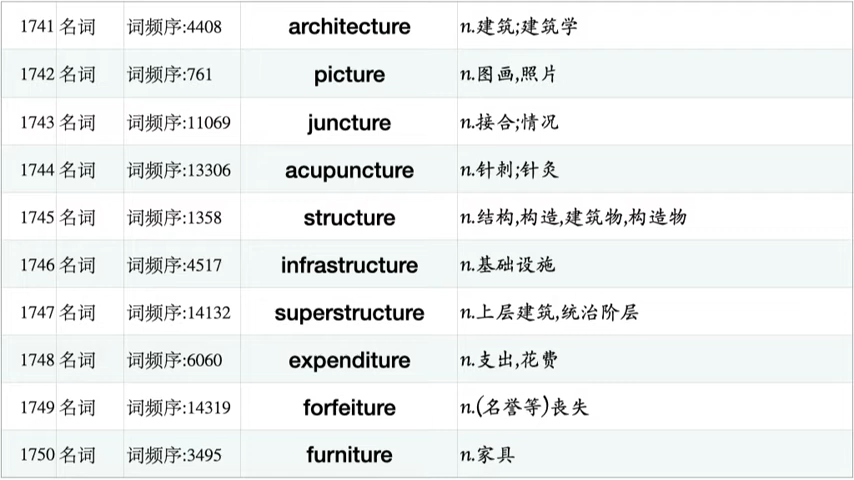 1741 名词 词频序:4408 architecture n.建筑;建筑学
1742 名词 词频序:761 picture n.图画,照片
1743 名词 词频序:11069 juncture n.接合;情况
1744 名词 词频序:13306 acupuncture n.针刺;针灸
1745 名词 词频序:1358 structure n.结构,构造,建筑物,构造物
1746 名词 词频序:4517 infrastructure n.基础设施
1747 名词 词频序:14132 superstructure n.上层建筑,统治阶层
1748 名词 词频序:6060 expenditure n.支出,花费
1749 名词 词频序:14319 forfeiture n.(名誉等)丧失
1750 名词 词频序:3495 furniture n.家具